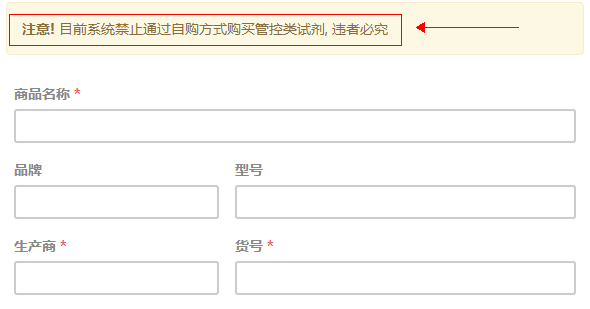 注意! 目前系统禁止通过自购方式购买管控类试剂, 违者必究
商品名称 *
品牌 型号
生产商 * 货号 *